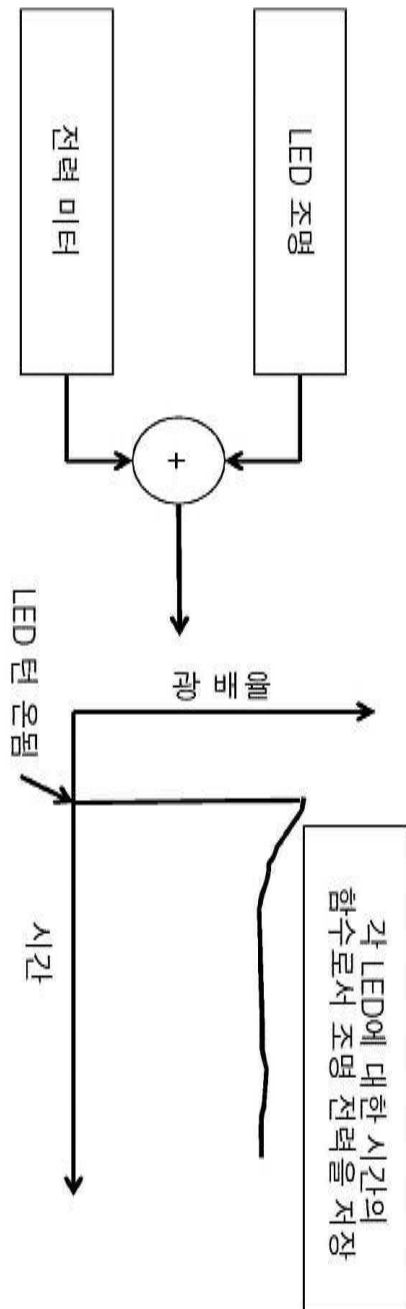 LED 조명
전력 미터
+
광 배율
LED 턴 온됨
시간
각 LED에 대한 시간의
함수로서 조명 전력을 저장